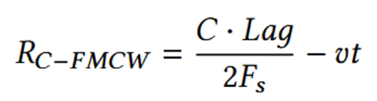 R_{C-FMCW} = \frac{C \cdot Lag}{2F_s} - vt